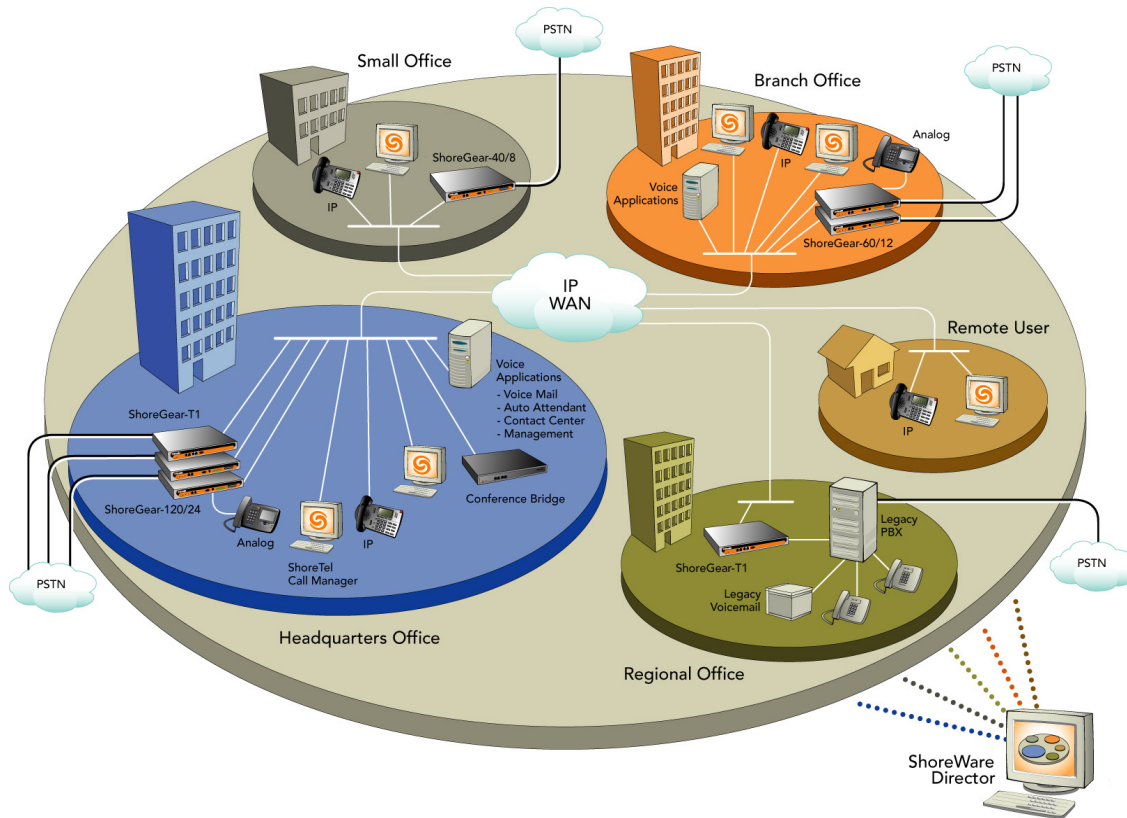 PSTN
Small Office
ShoreGear-40/8
IP
PSTN
Branch Office
Analog
IP
Voice
Applications
ShoreGear-60/12
IP
WAN
Remote User
IP
Voice
Applications
- Voice Mail
- Auto Attendant
- Contact Center
- Management
ShoreGear-T1
ShoreGear-120/24
Conference Bridge
Analog
IP
ShoreTel
Call Manager
PSTN
Headquarters Office
Legacy
PBX
ShoreGear-T1
Legacy
Voicemail
PSTN
Regional Office
ShoreWare
Director